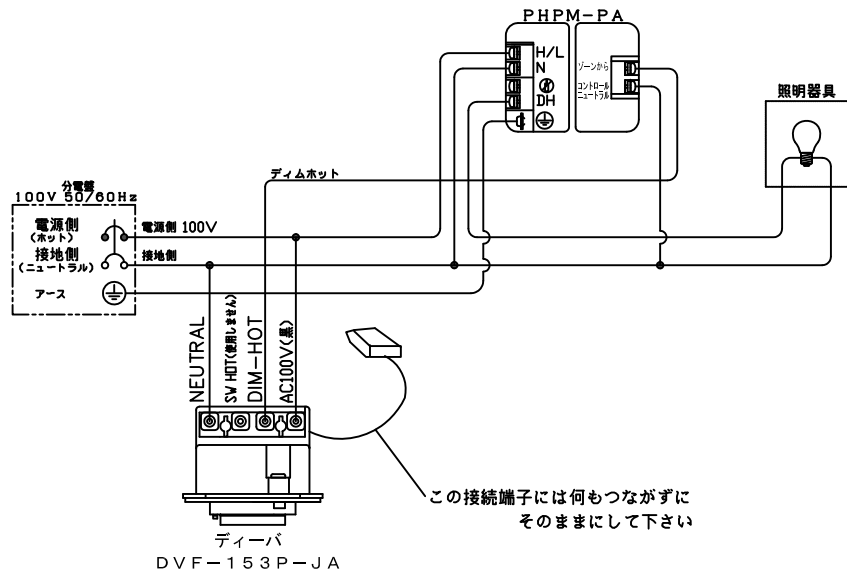 PHPM-PA
H/L
N
DH
ゾーンから
コントロール
ニュートラル
照明器具
ディムホット
分電盤
100V 50/60Hz
電源側
(ホット)
接地側
(ニュートラル)
アース
電源側 100V
接地側
NEUTRAL
SW HOT(使用しません)
DIM-HOT
AC100V(黒)
この接続端子には何もつながずに
そのままにして下さい
ディーバ
DVF-153P-JA